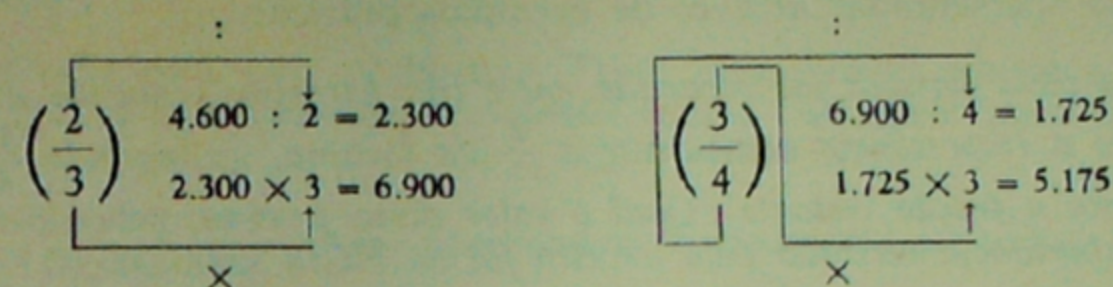 : :
2/3 4.600 : 2 = 2.300
2.300 × 3 = 6.900
3/4 6.900 : 4 = 1.725
1.725 × 3 = 5.175
× ×